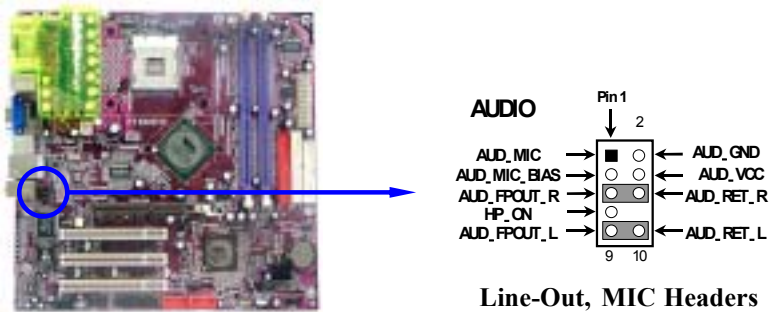 AUDIO
Pin 1
2
AUD_MIC
AUD_GND
AUD_MIC_BIAS
AUD_VCC
AUD_FPOUT_R
AUD_RET_R
HP_ON
AUD_FPOUT_L
AUD_RET_L
9 10
Line-Out, MIC Headers